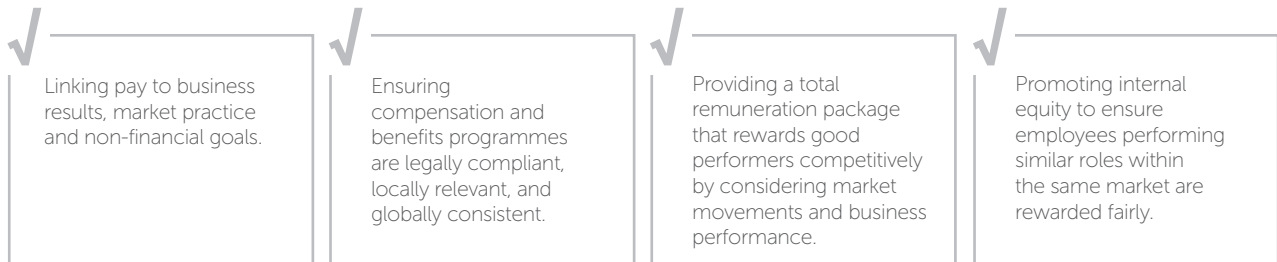 Linking pay to business
results, market practice
and non-financial goals.
Ensuring
compensation and
benefits programmes
are legally compliant,
locally relevant, and
globally consistent.
Providing a total
remuneration package
that rewards good
performers competitively
by considering market
movements and business
performance.
Promoting internal
equity to ensure
employees performing
similar roles within
the same market are
rewarded fairly.